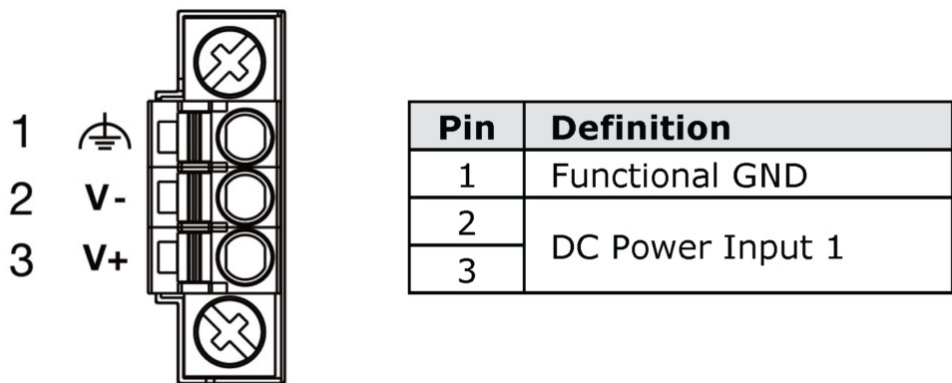 1
2 V-
3 V+
Pin Definition
1 Functional GND
2
DC Power Input 1
3